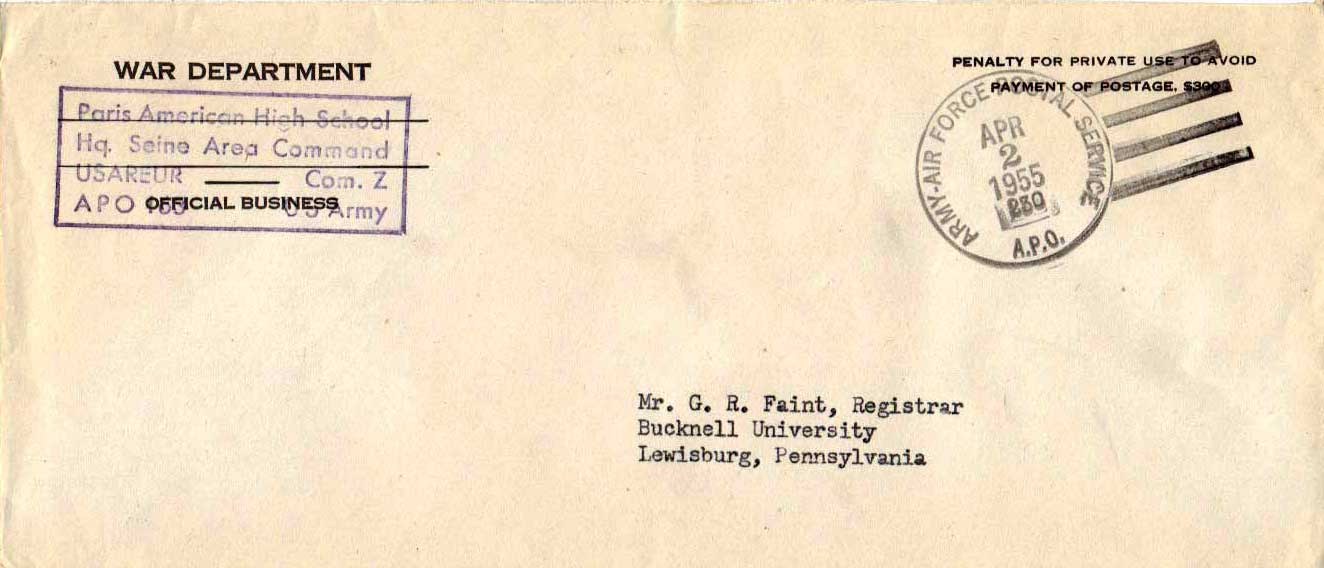 WAR DEPARTMENT
Paris American High School
Hq. Seine Area Command
USAREUR Com. Z
APO US Army
OFFICIAL BUSINESS
PENALTY FOR PRIVATE USE TO AVOID
PAYMENT OF POSTAGE, $300
ARMY-AIR FORCE POSTAL SERVICE
APR
2
1955
230
A.P.O.
Mr. G. R. Faint, Registrar
Bucknell University
Lewisburg, Pennsylvania